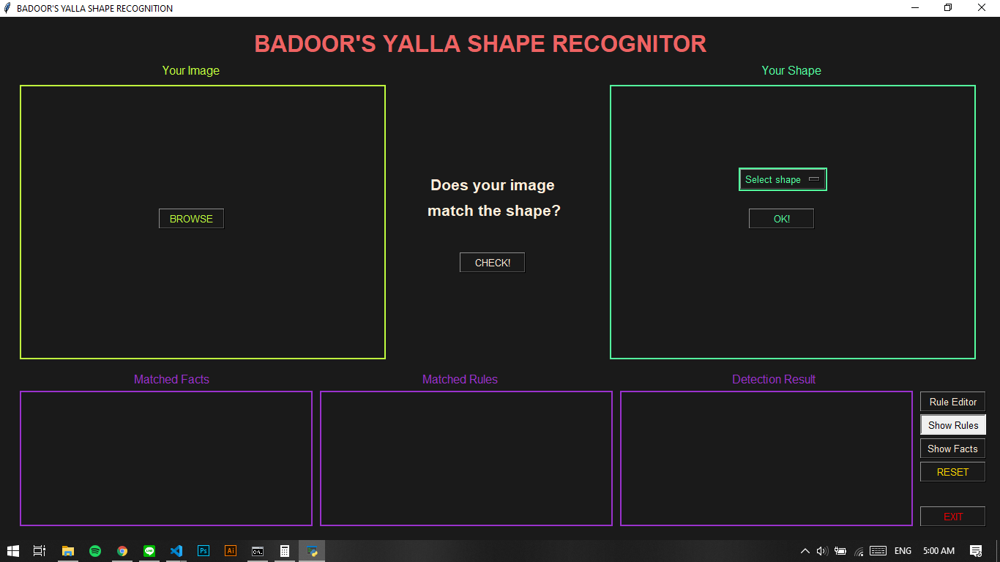 BADOOR'S YALLA SHAPE RECOGNITION
BADOOR'S YALLA SHAPE RECOGNITOR
Your Image
Your Shape
BROWSE
Does your image
match the shape?
CHECK!
Select shape
OK!
Matched Facts
Matched Rules
Detection Result
Rule Editor
Show Rules
Show Facts
RESET
EXIT
Ps
Ai
C:\.
ENG
5:00 AM